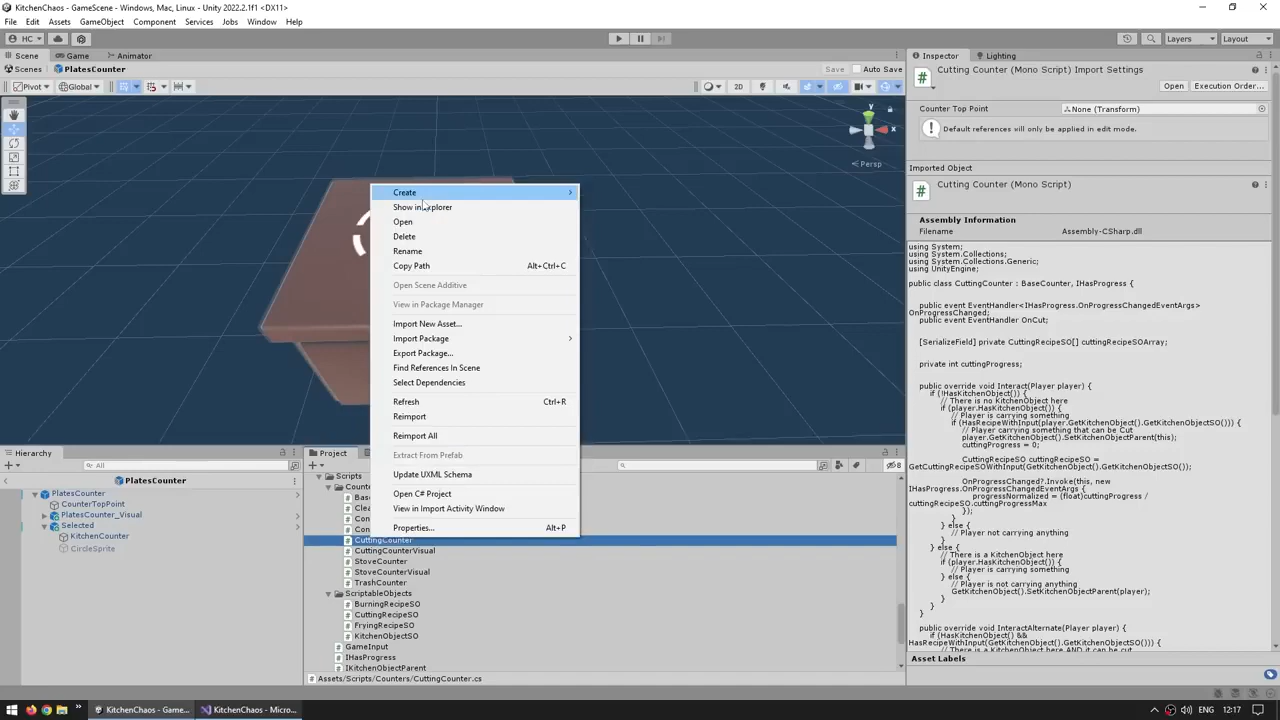 KitchenChaos - GameScene - Windows, Mac, Linux - Unity 2022.2.1f1 <DX11>
File Edit Assets GameObject Component Services Jobs Window Help
HC
Layers Layout
Scene Game Animator
Scenes PlatesCounter
Save Auto Save
Pivot Global
2D
y
x
Persp
Create
Show in Explorer
Open
Delete
Rename
Copy Path Alt+Ctrl+C
Open Scene Additive
View in Package Manager
Import New Asset...
Import Package
Export Package...
Find References In Scene
Select Dependencies
Refresh Ctrl+R
Reimport
Reimport All
Extract From Prefab
Update UXML Schema
Open C# Project
View in Import Activity Window
Properties... Alt+P
Hierarchy
All
PlatesCounter
PlatesCounter
CounterTopPoint
PlatesCounter_Visual
Selected
KitchenCounter
CircleSprite
Project
8
Scripts
CuttingCounter
CuttingCounterVisual
StoveCounter
StoveCounterVisual
TrashCounter
ScriptableObjects
BurningRecipeSO
CuttingRecipeSO
FryingRecipeSO
KitchenObjectSO
GameInput
IHasProgress
IKitchenObjectParent
Assets/Scripts/Counters/CuttingCounter.cs
Inspector Lighting
Cutting Counter (Mono Script) Import Settings
Open Execution Order...
Counter Top Point None (Transform)
Default references will only be applied in edit mode.
Imported Object
Cutting Counter (Mono Script)
Assembly Information
Filename Assembly-CSharp.dll
using System;
using System.Collections;
using System.Collections.Generic;
using UnityEngine;
public class CuttingCounter : BaseCounter, IHasProgress {
public event EventHandler<IHasProgress.OnProgressChangedEventArgs>
OnProgressChanged;
public event EventHandler OnCut;
[SerializeField] private CuttingRecipeSO[] cuttingRecipeSOArray;
private int cuttingProgress;
public override void Interact(Player player) {
if (!HasKitchenObject()) {
// There is no KitchenObject here
if (player.HasKitchenObject()) {
// Player is carrying something
if (HasRecipeWithInput(player.GetKitchenObject().GetKitchenObjectSO())) {
// Player carrying something that can be Cut
player.GetKitchenObject().SetKitchenObjectParent(this);
cuttingProgress = 0;
CuttingRecipeSO cuttingRecipeSO =
GetCuttingRecipeSOWithInput(GetKitchenObject().GetKitchenObjectSO());
OnProgressChanged?.Invoke(this, new
IHasProgress.OnProgressChangedEventArgs {
progressNormalized = (float)cuttingProgress /
cuttingRecipeSO.cuttingProgressMax
});
}
} else {
// Player not carrying anything
}
} else {
// There is a KitchenObject here
if (player.HasKitchenObject()) {
// Player is carrying something
} else {
// Player is not carrying anything
GetKitchenObject().SetKitchenObjectParent(player);
}
}
}
public override void InteractAlternate(Player player) {
if (HasKitchenObject() &&
HasRecipeWithInput(GetKitchenObject().GetKitchenObjectSO())) {
// There is a KitchenObject here AND it can be cut
Asset Labels
KitchenChaos - Game... KitchenChaos - Micro...
ENG 12:17